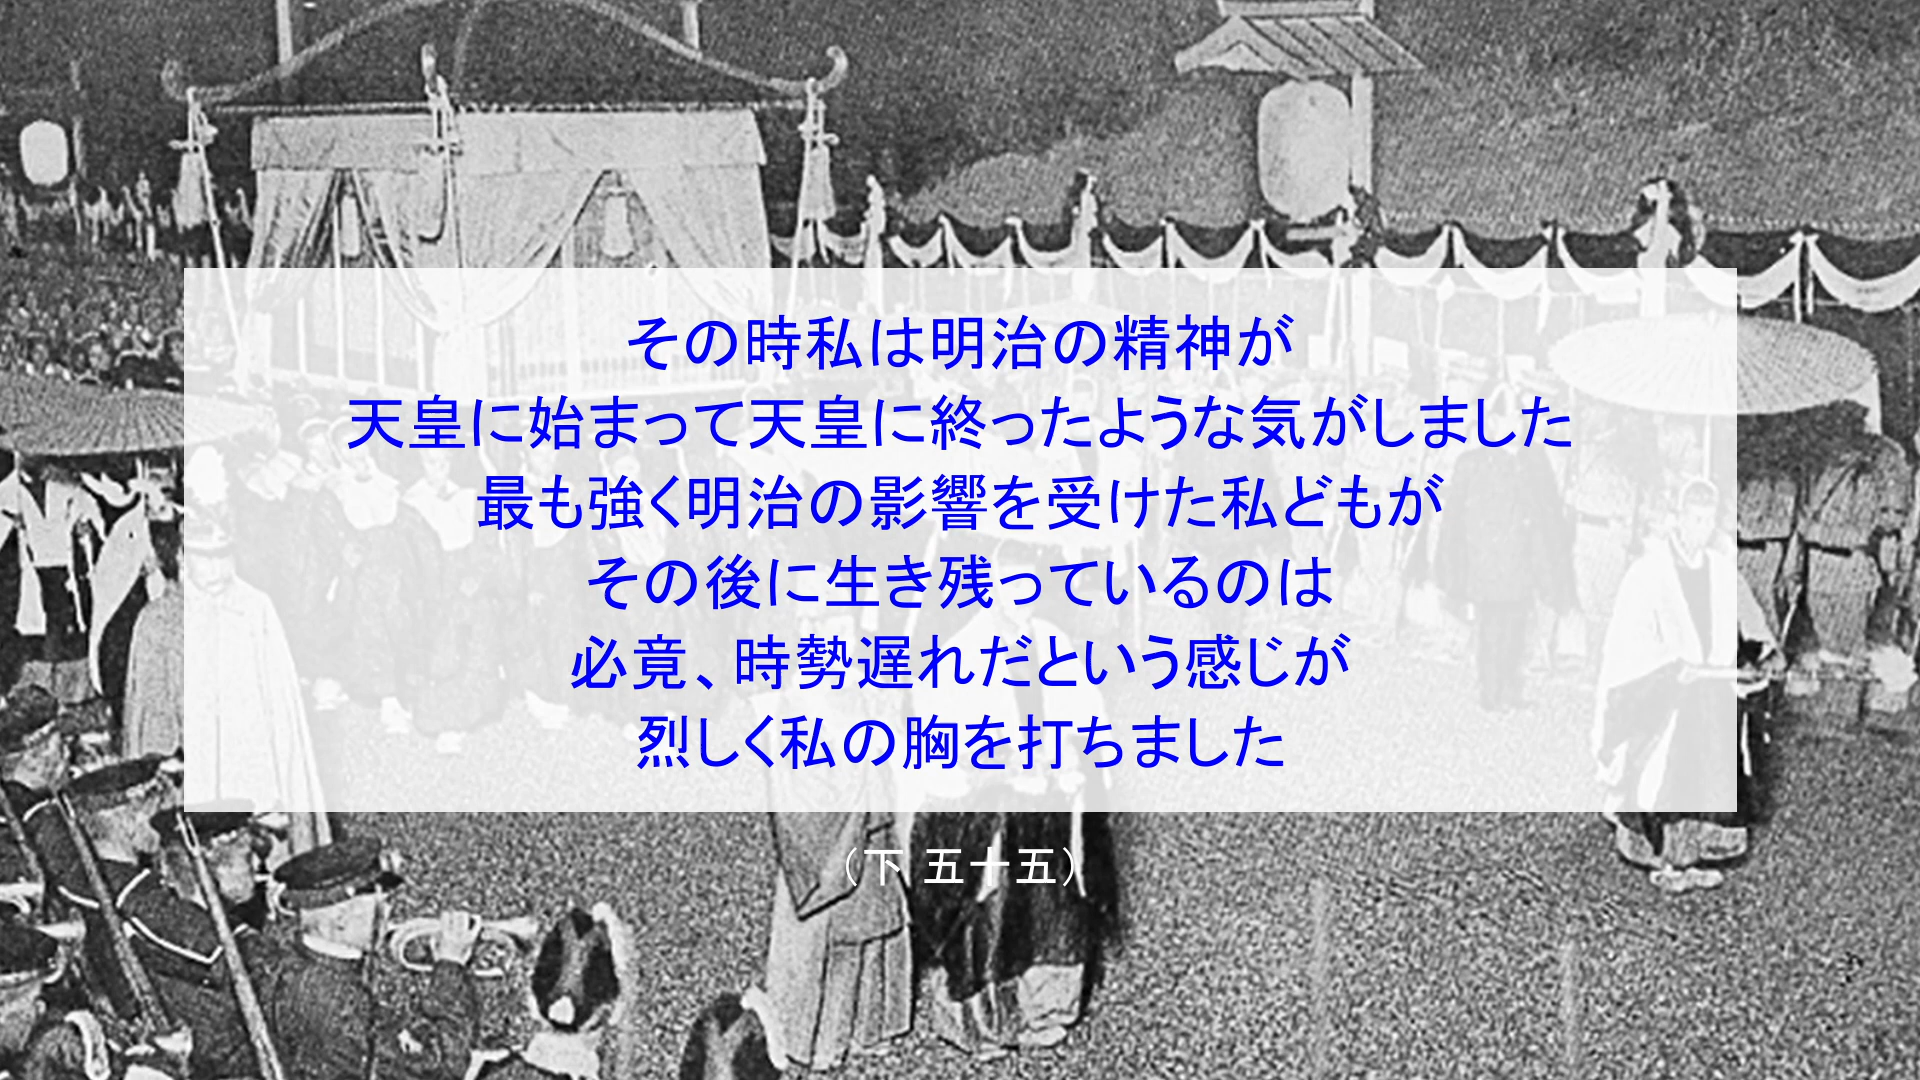 その時私は明治の精神が
天皇に始まって天皇に終ったような気がしました
最も強く明治の影響を受けた私どもが
その後に生き残っているのは
必竟、時勢遅れだという感じが
烈しく私の胸を打ちました
（下 五十五）